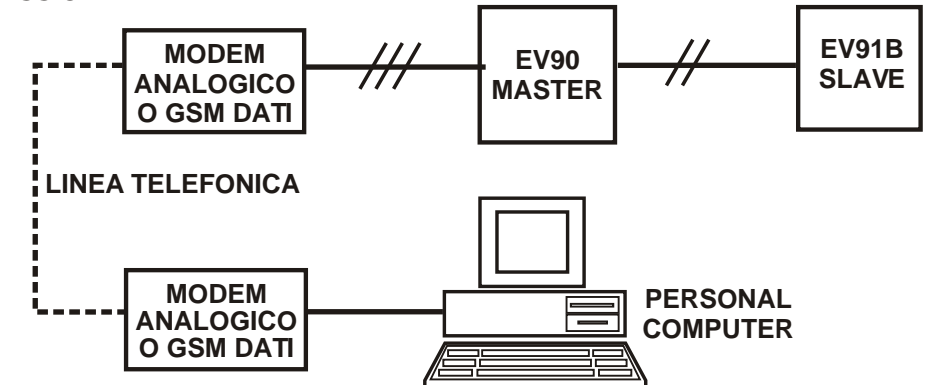 MODEM
ANALOGICO
O GSM DATI
EV90
MASTER
EV91B
SLAVE
LINEA TELEFONICA
MODEM
ANALOGICO
O GSM DATI
PERSONAL
COMPUTER